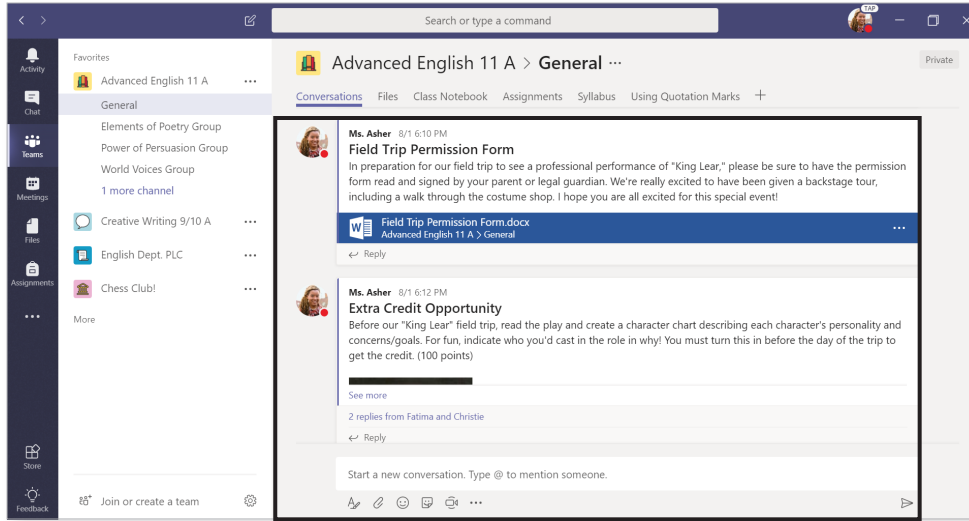 TAP
Search or type a command
Activity
Chat
Teams
Meetings
Files
Assignments
Store
Feedback
Favorites
Advanced English 11 A
General
Elements of Poetry Group
Power of Persuasion Group
World Voices Group
1 more channel
Creative Writing 9/10 A
English Dept. PLC
Chess Club!
More
Join or create a team
Advanced English 11 A > General
Private
Conversations Files Class Notebook Assignments Syllabus Using Quotation Marks
Ms. Asher 8/1 6:10 PM
Field Trip Permission Form
In preparation for our field trip to see a professional performance of "King Lear," please be sure to have the permission
form read and signed by your parent or legal guardian. We're really excited to have been given a backstage tour,
including a walk through the costume shop. I hope you are all excited for this special event!
Field Trip Permission Form.docx
Advanced English 11 A > General
Reply
Ms. Asher 8/1 6:12 PM
Extra Credit Opportunity
Before our "King Lear" field trip, read the play and create a character chart describing each character's personality and
concerns/goals. For fun, indicate who you'd cast in the role in why! You must turn this in before the day of the trip to
get the credit. (100 points)
See more
2 replies from Fatima and Christie
Reply
Start a new conversation. Type @ to mention someone.